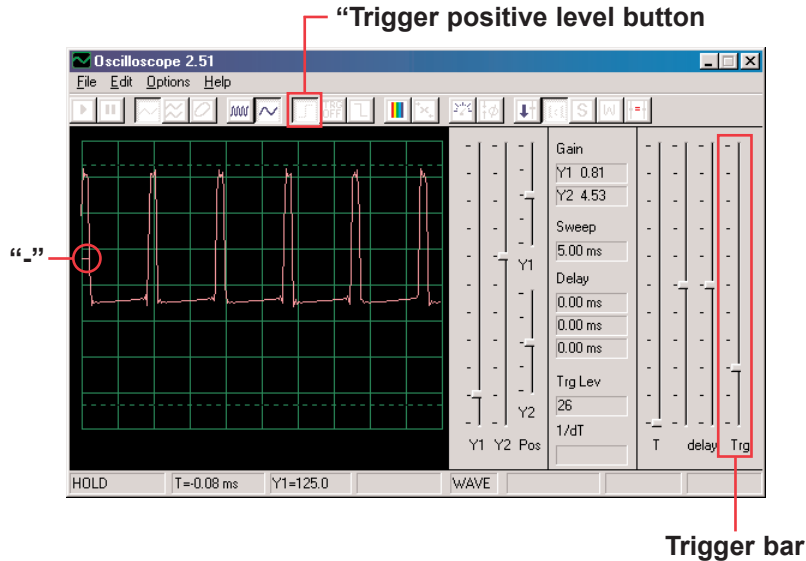 “Trigger positive level button
Oscilloscope 2.51
File Edit Options Help
TRG OFF
S W
“-”
Gain
Y1 0.81
Y2 4.53
Sweep
5.00 ms
Y1
Delay
0.00 ms
0.00 ms
0.00 ms
Trg Lev
26
Y2
1/dT
Y1 Y2 Pos
T delay Trg
HOLD T=-0.08 ms Y1=125.0 WAVE
Trigger bar